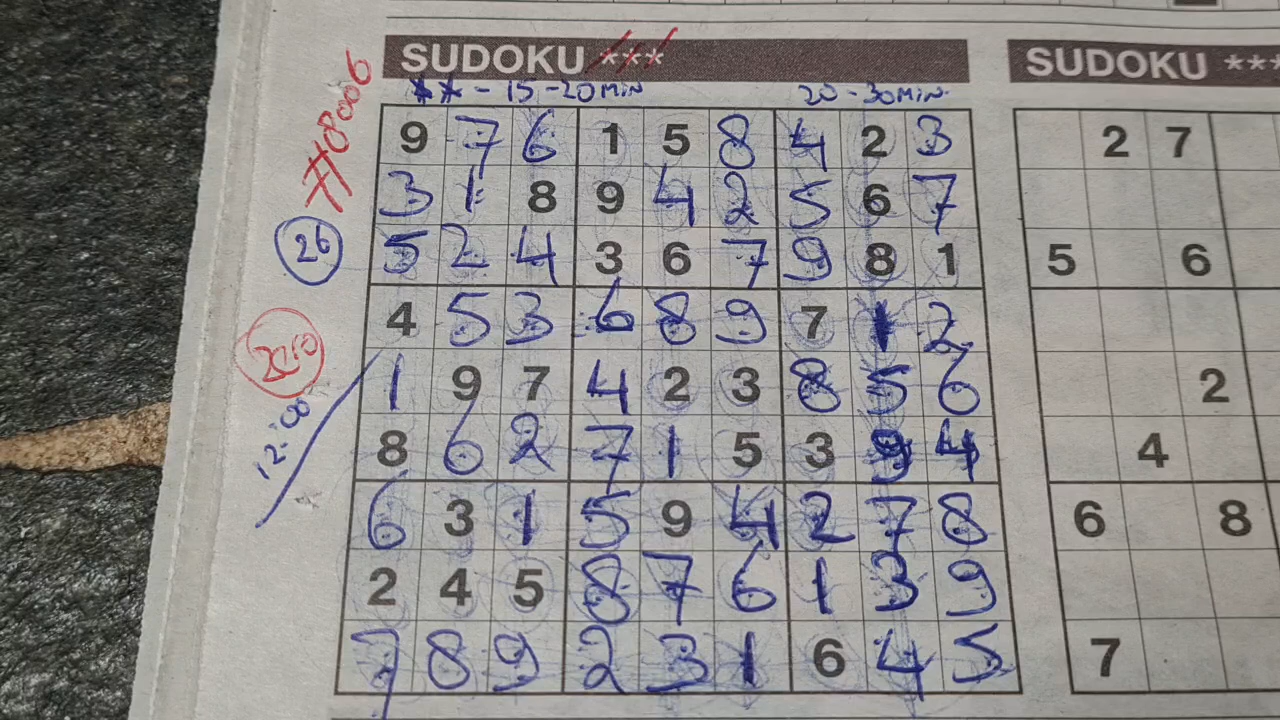 SUDOKU ***
SUDOKU ***
** - 15 - 20 MIN
20 - 30 MIN.
#8006
26
12:00
9 7 6 1 5 8 4 2 3
3 1 8 9 4 2 5 6 7
5 2 4 3 6 7 9 8 1
4 5 3 6 8 9 7 1 2
1 9 7 4 2 3 8 5 6
8 6 2 7 1 5 3 9 4
6 3 1 5 9 4 2 7 8
2 4 5 8 7 6 1 3 9
7 8 9 2 3 1 6 4 5
2 7
5 6
2
4
6 8
7